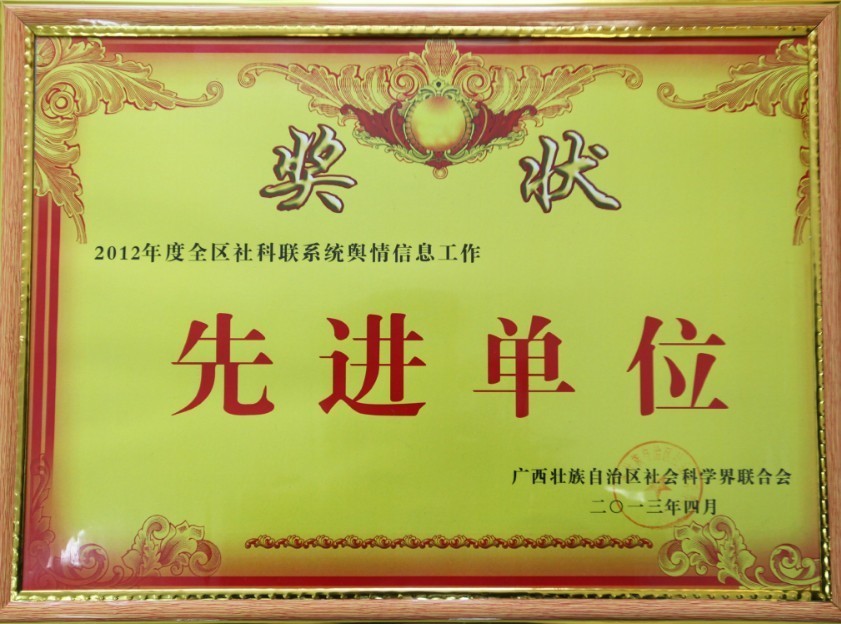 奖状
2012年度全区社科联系统舆情信息工作
先进单位
广西壮族自治区社会科学界联合会
二〇一三年四月